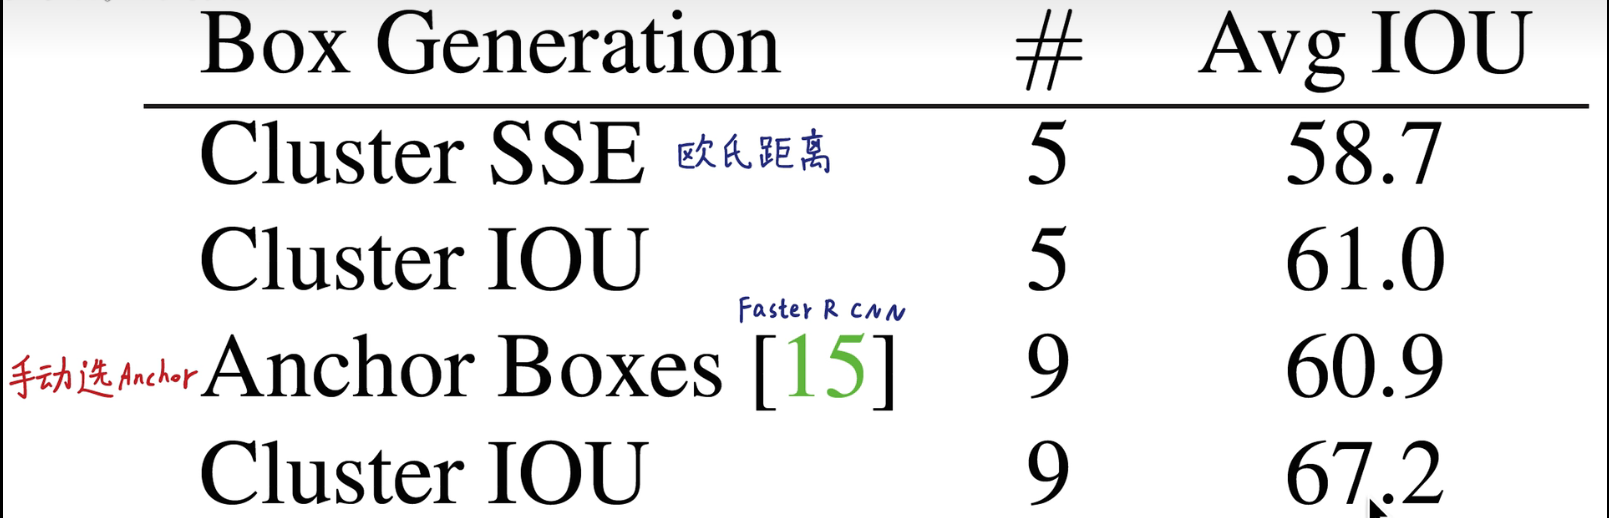 Box Generation # Avg IOU
Cluster SSE 欧氏距离 5 58.7
Cluster IOU 5 61.0
Faster R CNN
手动选Anchor Anchor Boxes [15] 9 60.9
Cluster IOU 9 67.2